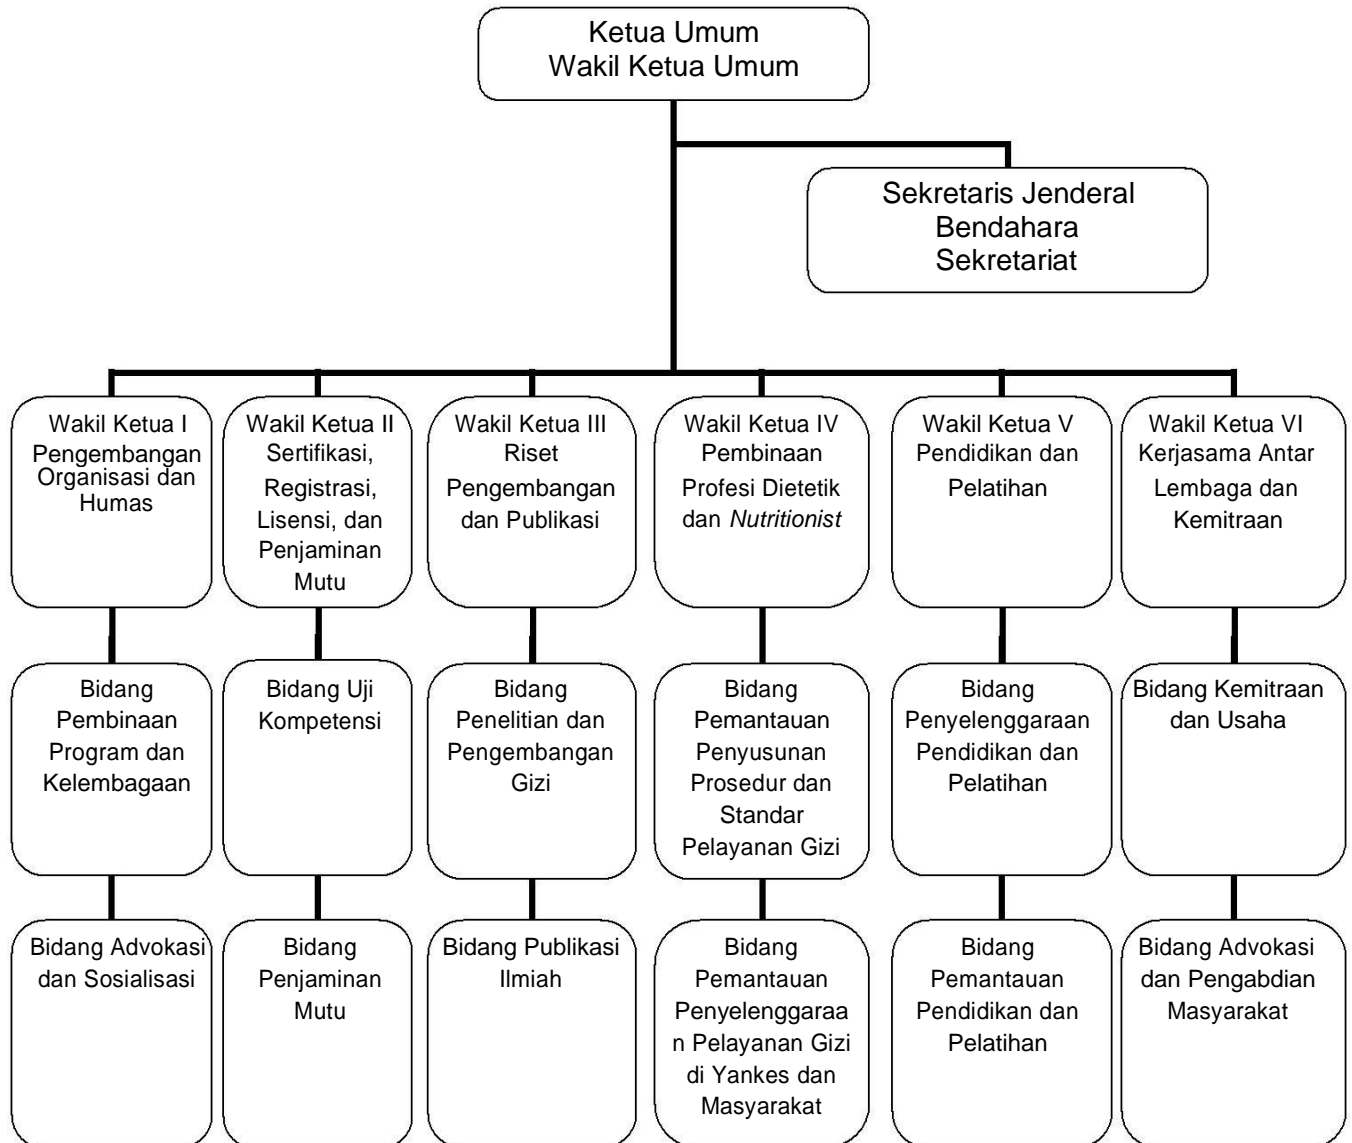 Ketua Umum
Wakil Ketua Umum
Sekretaris Jenderal
Bendahara
Sekretariat
Wakil Ketua I
Pengembangan
Organisasi dan
Humas
Wakil Ketua II
Sertifikasi,
Registrasi,
Lisensi, dan
Penjaminan
Mutu
Wakil Ketua III
Riset
Pengembangan
dan Publikasi
Wakil Ketua IV
Pembinaan
Profesi Dietetik
dan Nutritionist
Wakil Ketua V
Pendidikan dan
Pelatihan
Wakil Ketua VI
Kerjasama Antar
Lembaga dan
Kemitraan
Bidang
Pembinaan
Program dan
Kelembagaan
Bidang Uji
Kompetensi
Bidang
Penelitian dan
Pengembangan
Gizi
Bidang
Pemantauan
Penyusunan
Prosedur dan
Standar
Pelayanan Gizi
Bidang
Penyelenggaraan
Pendidikan dan
Pelatihan
Bidang Kemitraan
dan Usaha
Bidang Advokasi
dan Sosialisasi
Bidang
Penjaminan
Mutu
Bidang Publikasi
Ilmiah
Bidang
Pemantauan
Penyelenggaraa
n Pelayanan Gizi
di Yankes dan
Masyarakat
Bidang
Pemantauan
Pendidikan dan
Pelatihan
Bidang Advokasi
dan Pengabdian
Masyarakat